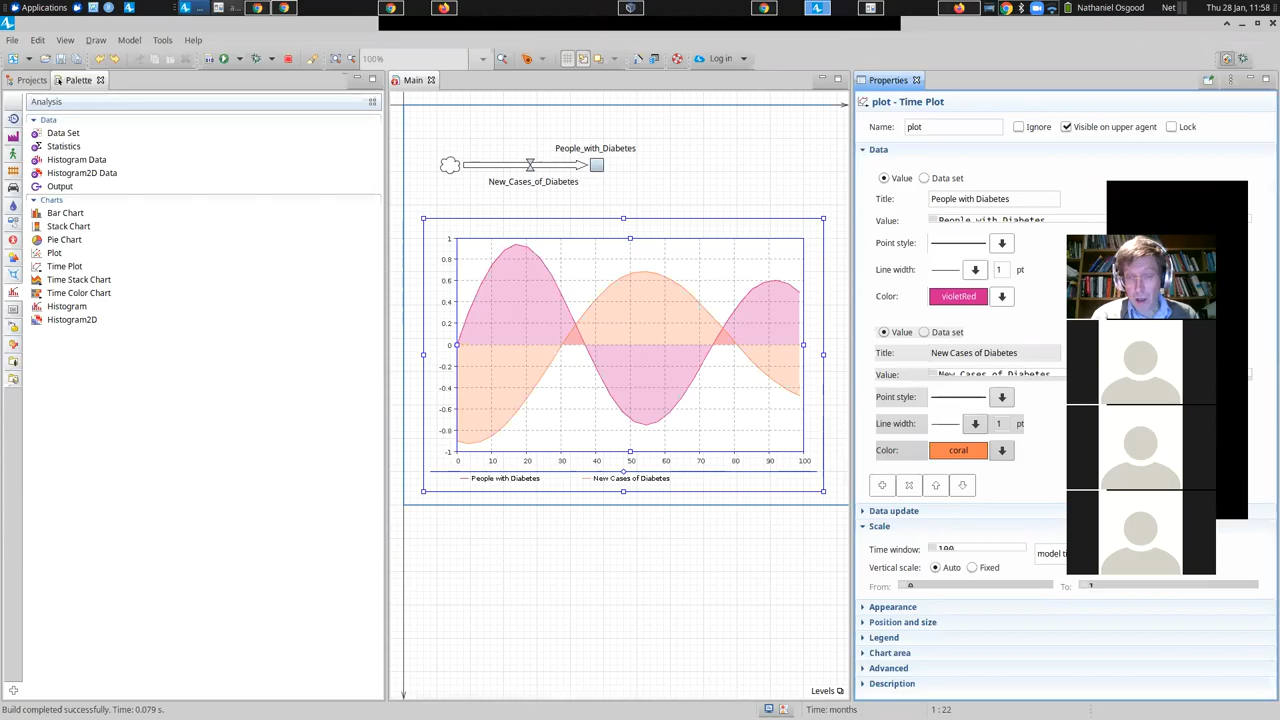 Applications
Nathaniel Osgood
Net
Thu 28 Jan, 11:58
File Edit View Draw Model Tools Help
100%
Log in
Projects Palette
Main
Properties
Analysis
Data
Data Set
Statistics
Histogram Data
Histogram2D Data
Output
Charts
Bar Chart
Stack Chart
Pie Chart
Plot
Time Plot
Time Stack Chart
Time Color Chart
Histogram
Histogram2D
People_with_Diabetes
New_Cases_of_Diabetes
1
0.8
0.6
0.4
0.2
0
-0.2
-0.4
-0.6
-0.8
-1
0 10 20 30 40 50 60 70 80 90 100
People with Diabetes New Cases of Diabetes
Levels
plot - Time Plot
Name: plot Ignore Visible on upper agent Lock
Data
Value Data set
Title: People with Diabetes
Value: People_with_Diabetes
Point style:
Line width: 1 pt
Color: violetRed
Value Data set
Title: New Cases of Diabetes
Value: New_Cases_of_Diabetes
Point style:
Line width: 1 pt
Color: coral
Data update
Scale
Time window: 100 model ti
Vertical scale: Auto Fixed
From: 0 To: 1
Appearance
Position and size
Legend
Chart area
Advanced
Description
Build completed successfully. Time: 0.079 s.
Time: months
1 : 22